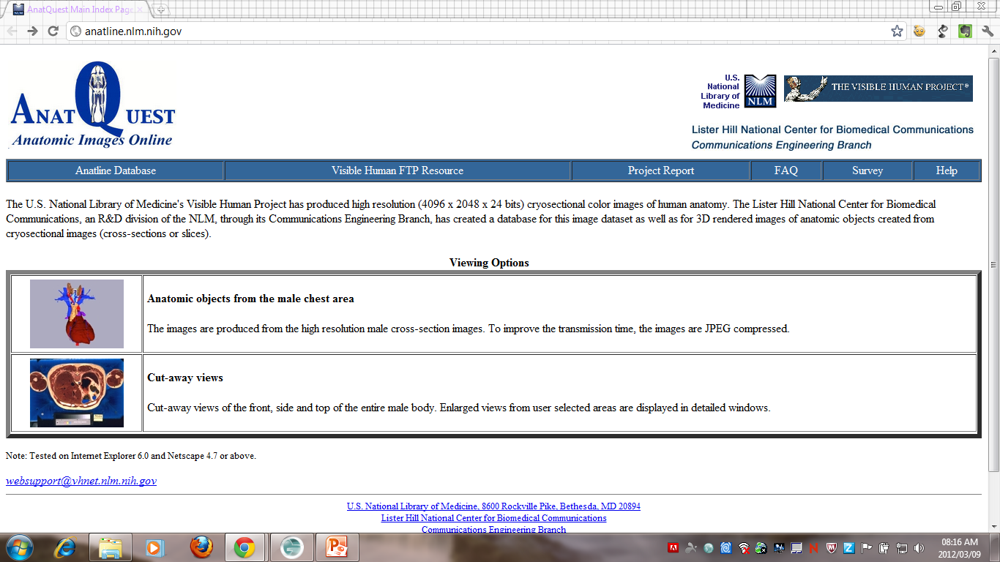 AnatQuest Main Index Page
anatline.nlm.nih.gov
ANATQUEST
Anatomic Images Online
U.S.
National
Library of
Medicine
NLM
THE VISIBLE HUMAN PROJECT®
Lister Hill National Center for Biomedical Communications
Communications Engineering Branch
Anatline Database Visible Human FTP Resource Project Report FAQ Survey Help
The U.S. National Library of Medicine's Visible Human Project has produced high resolution (4096 x 2048 x 24 bits) cryosectional color images of human anatomy. The Lister Hill National Center for Biomedical
Communications, an R&D division of the NLM, through its Communications Engineering Branch, has created a database for this image dataset as well as for 3D rendered images of anatomic objects created from
cryosectional images (cross-sections or slices).
Viewing Options
Anatomic objects from the male chest area
The images are produced from the high resolution male cross-section images. To improve the transmission time, the images are JPEG compressed.
Cut-away views
Cut-away views of the front, side and top of the entire male body. Enlarged views from user selected areas are displayed in detailed windows.
Note: Tested on Internet Explorer 6.0 and Netscape 4.7 or above.
websupport@vhnet.nlm.nih.gov
U.S. National Library of Medicine, 8600 Rockville Pike, Bethesda, MD 20894
Lister Hill National Center for Biomedical Communications
Communications Engineering Branch
08:16 AM
2012/03/09